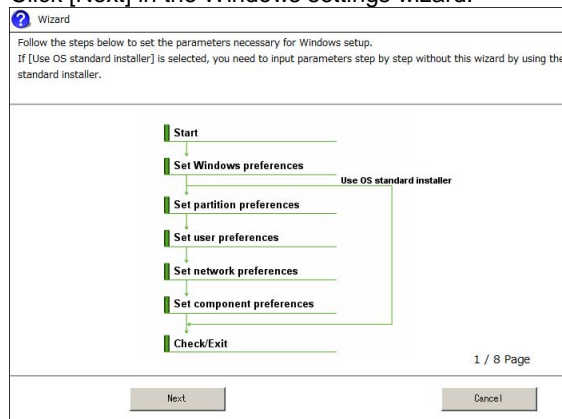 Click [Next] in the Windows settings wizard.
Wizard
Follow the steps below to set the parameters necessary for Windows setup.
If [Use OS standard installer] is selected, you need to input parameters step by step without this wizard by using the
standard installer.
Start
Set Windows preferences
Use OS standard installer
Set partition preferences
Set user preferences
Set network preferences
Set component preferences
Check/Exit
1 / 8 Page
Next
Cancel